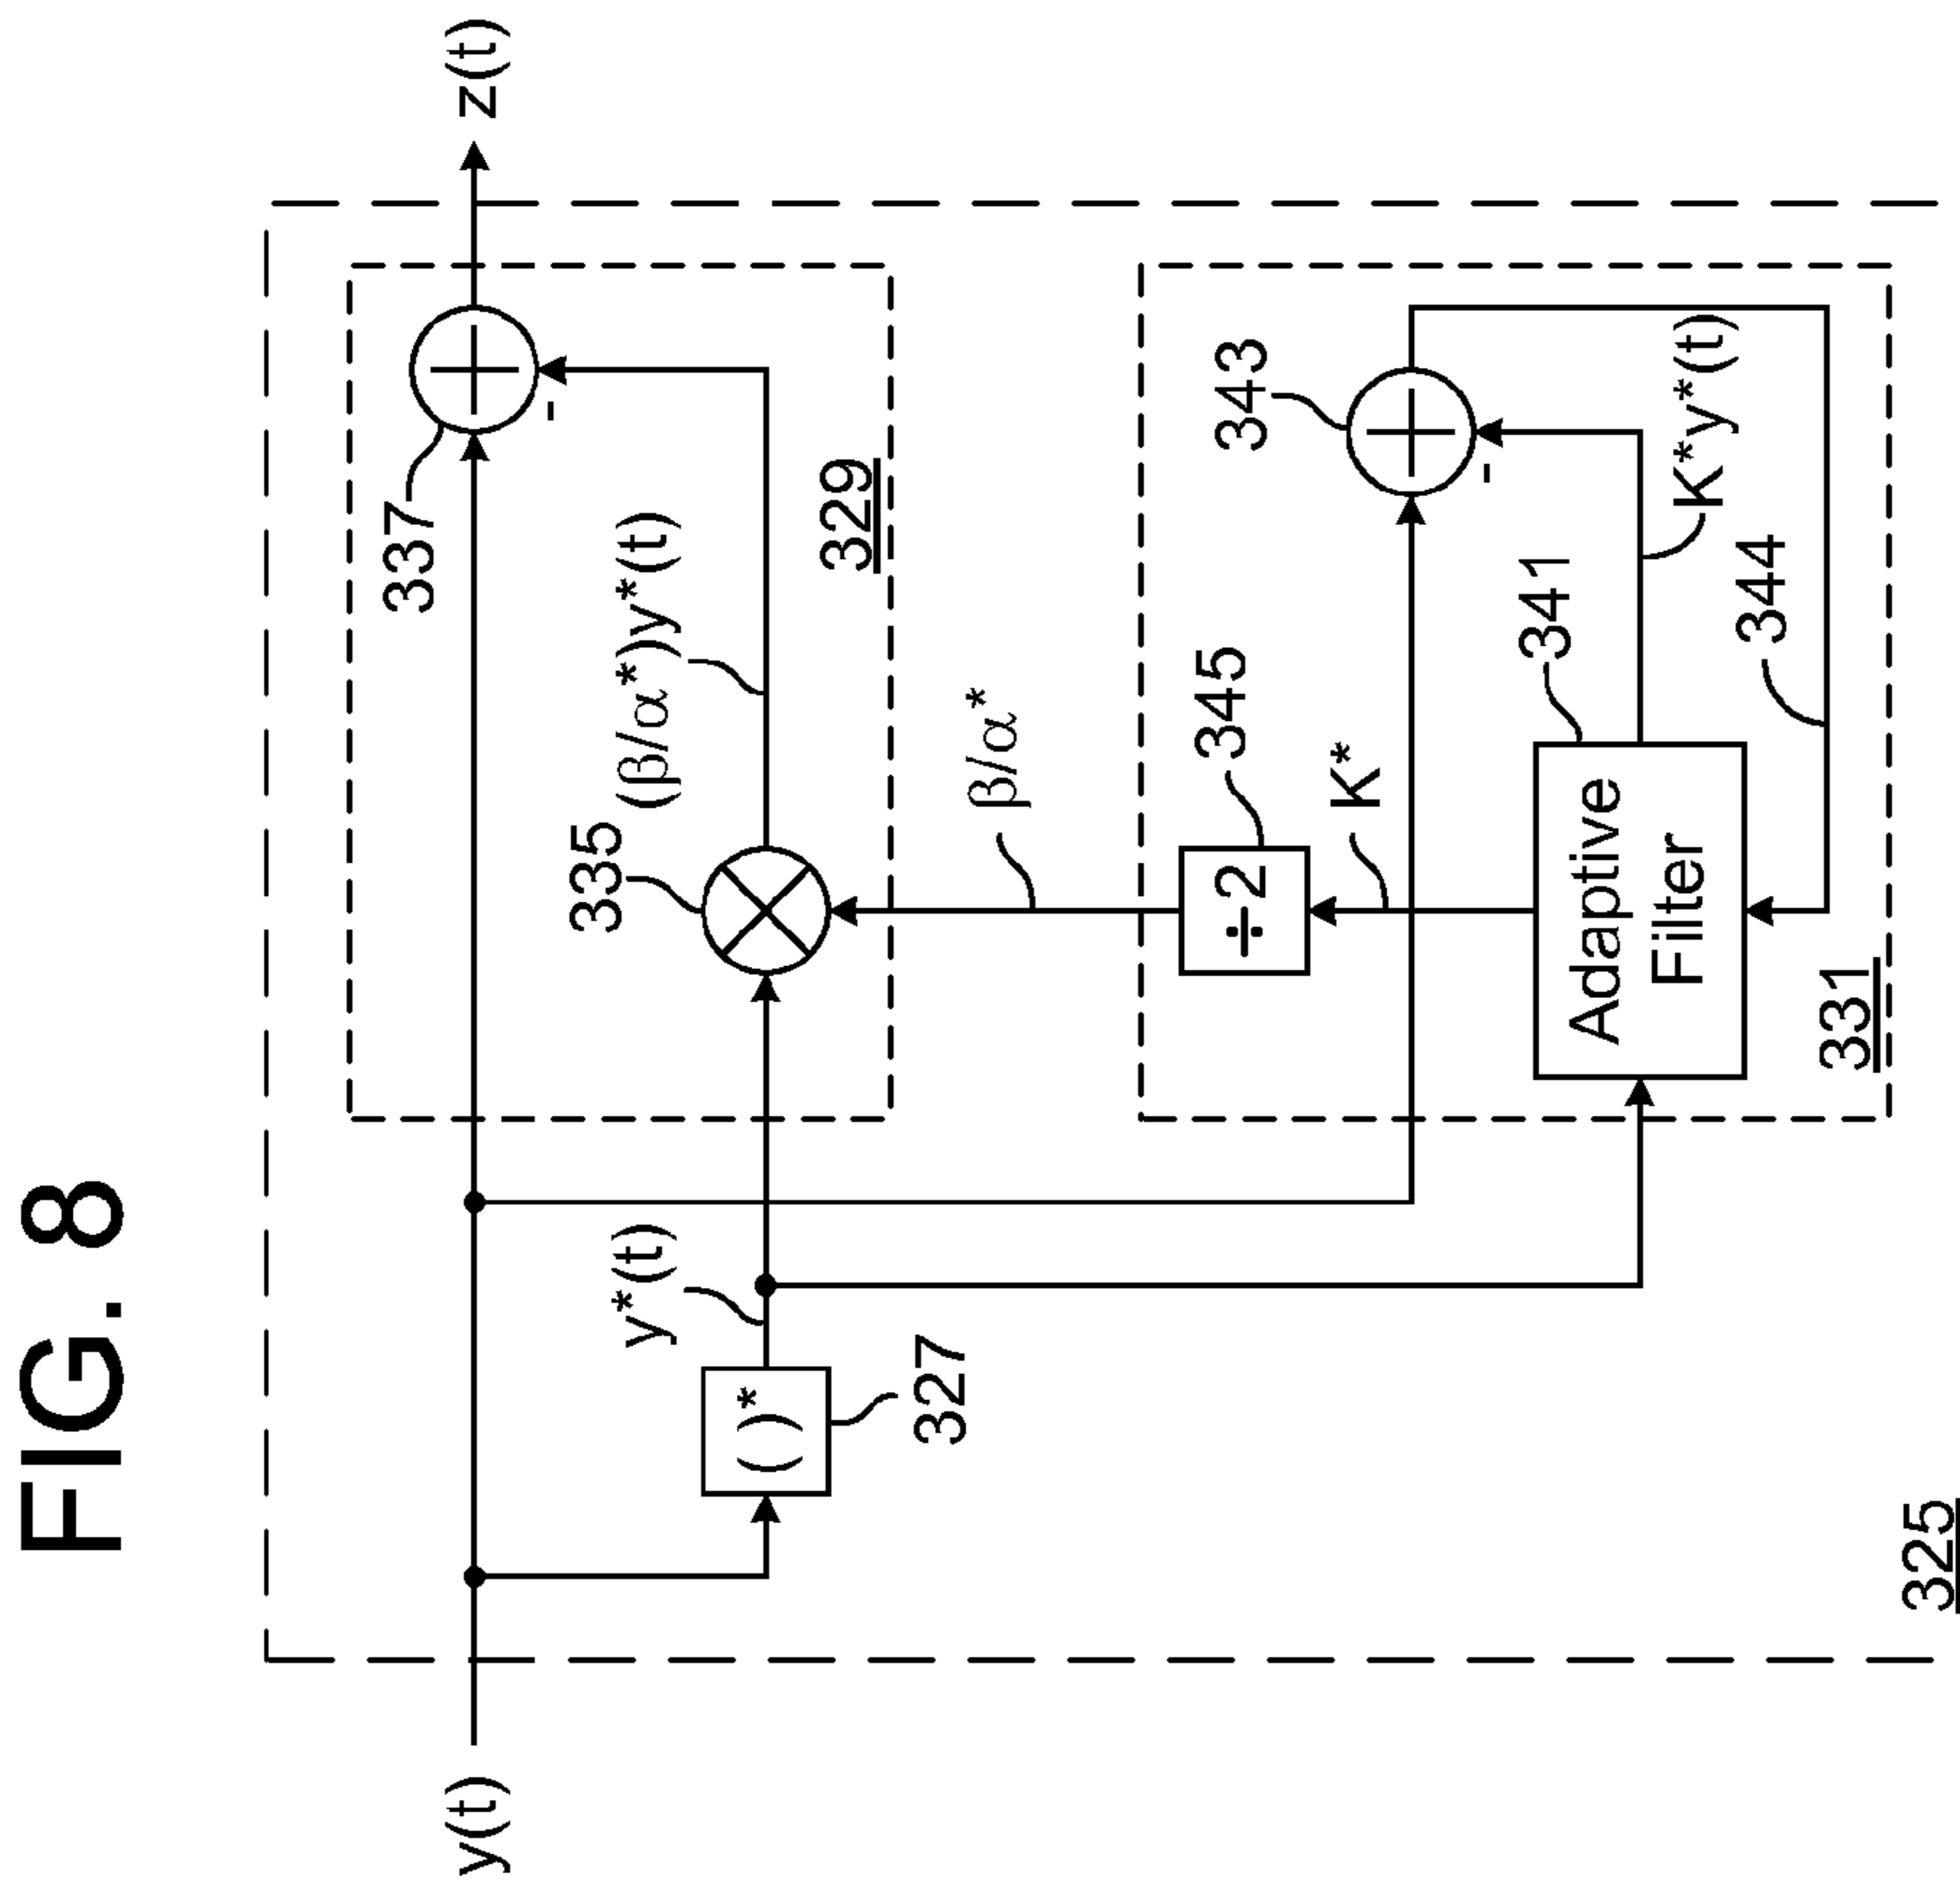 FIG. 8
y(t)
z(t)
337
335
(β/α*)y*(t)
329
y*(t)
( )*
327
β/α*
345
÷2
K*
343
341
Adaptive
Filter
K*y*(t)
344
331
325
-
-